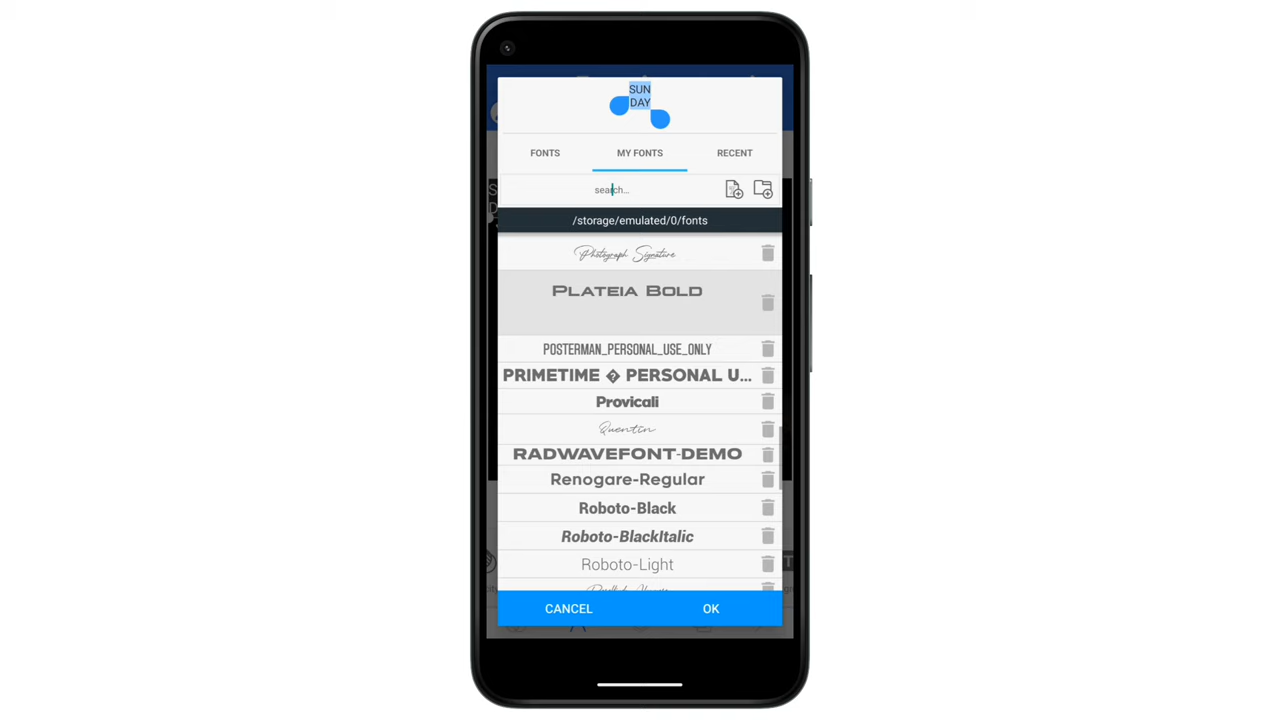 SUN
DAY
FONTS
MY FONTS
RECENT
search...
/storage/emulated/0/fonts
Photograph Signature
PLATEIA BOLD
POSTERMAN_PERSONAL_USE_ONLY
PRIMETIME � PERSONAL U...
Provicali
Quentin
RADWAVEFONT-DEMO
Renogare-Regular
Roboto-Black
Roboto-BlackItalic
Roboto-Light
CANCEL
OK